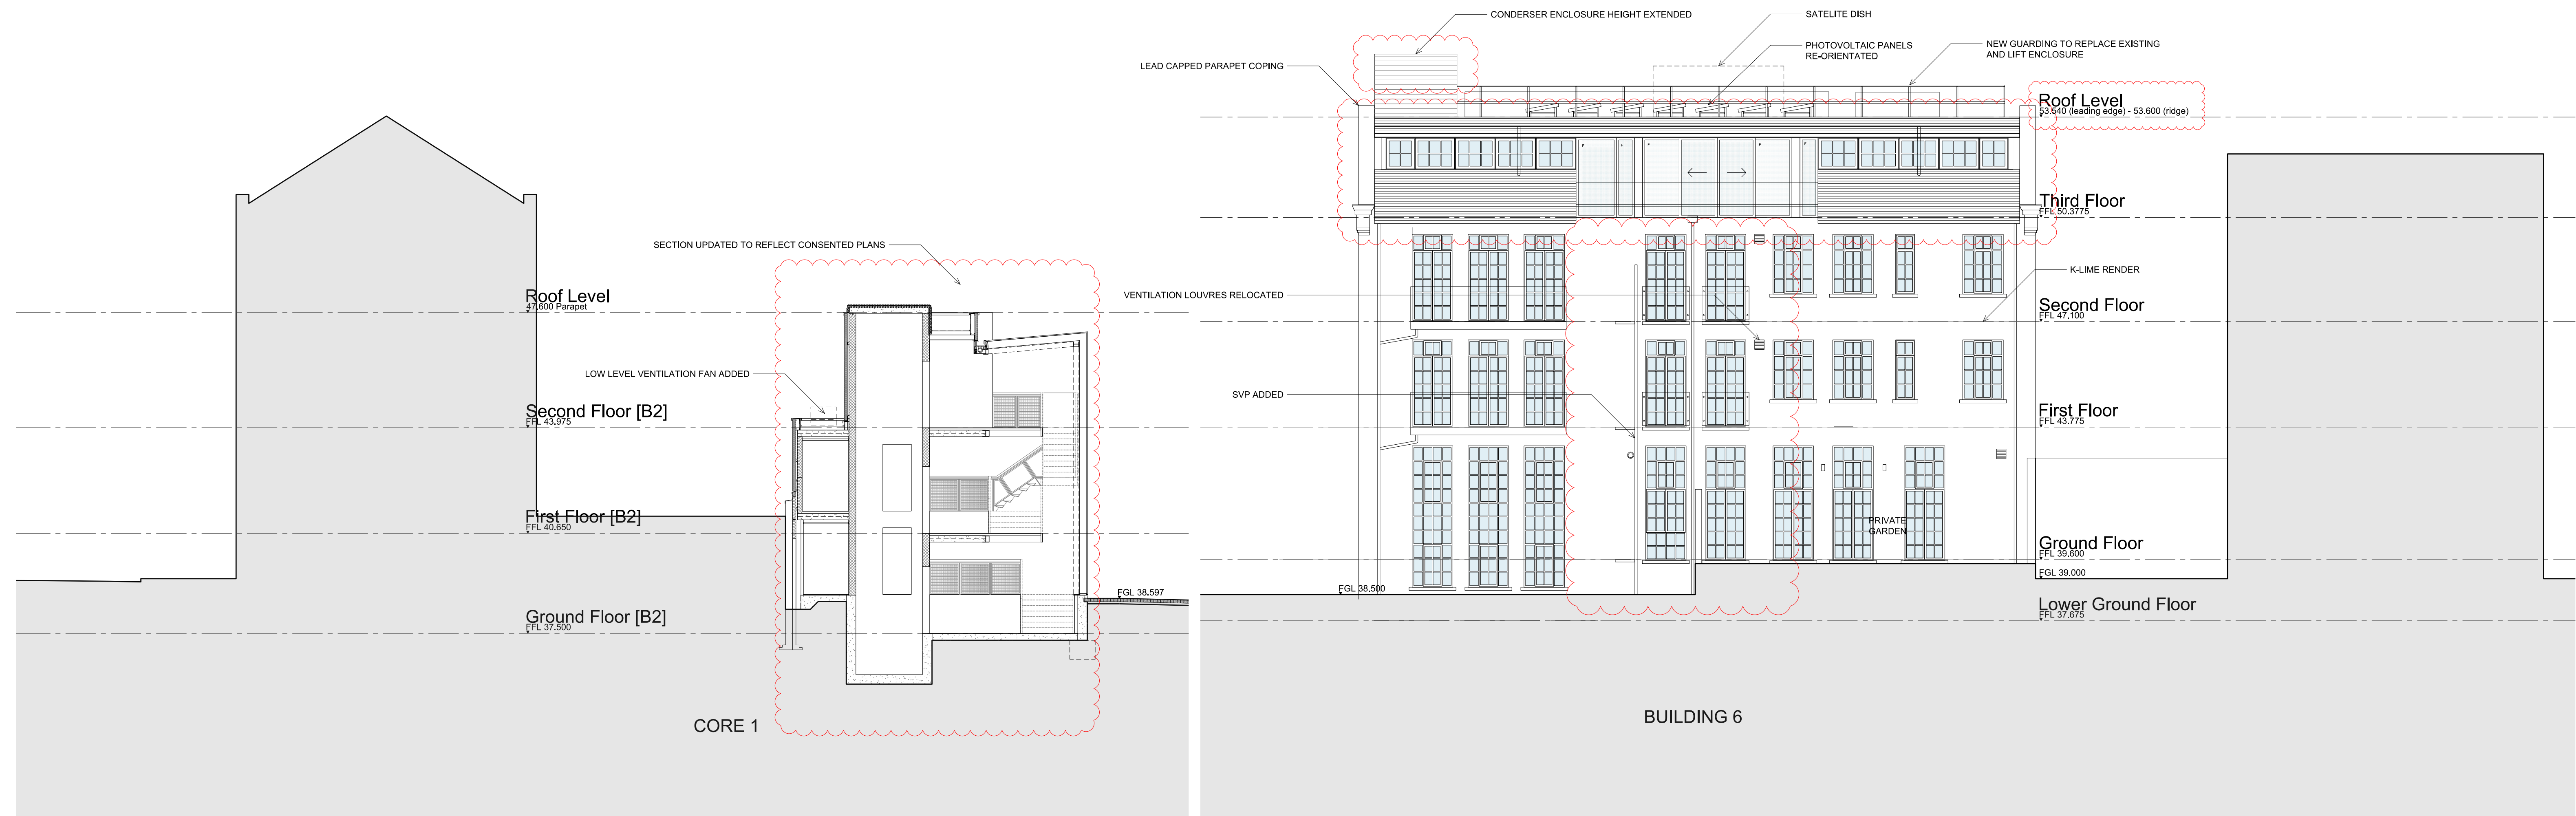 SECTION UPDATED TO REFLECT CONSENTED PLANS
Roof Level
47.600 Parapet
LOW LEVEL VENTILATION FAN ADDED
Second Floor [B2]
FFL 43.975
First Floor [B2]
FFL 40.650
FGL 38.597
Ground Floor [B2]
FFL 37.500
CORE 1
CONDERSER ENCLOSURE HEIGHT EXTENDED
SATELITE DISH
PHOTOVOLTAIC PANELS
RE-ORIENTATED
NEW GUARDING TO REPLACE EXISTING
AND LIFT ENCLOSURE
LEAD CAPPED PARAPET COPING
Roof Level
53.540 (leading edge) - 53.600 (ridge)
F
F
F
F
F
Third Floor
FFL 50.3775
K-LIME RENDER
VENTILATION LOUVRES RELOCATED
Second Floor
FFL 47.100
SVP ADDED
First Floor
FFL 43.775
PRIVATE
GARDEN
Ground Floor
FFL 39.600
FGL 39.000
FGL 38.500
Lower Ground Floor
FFL 37.675
BUILDING 6